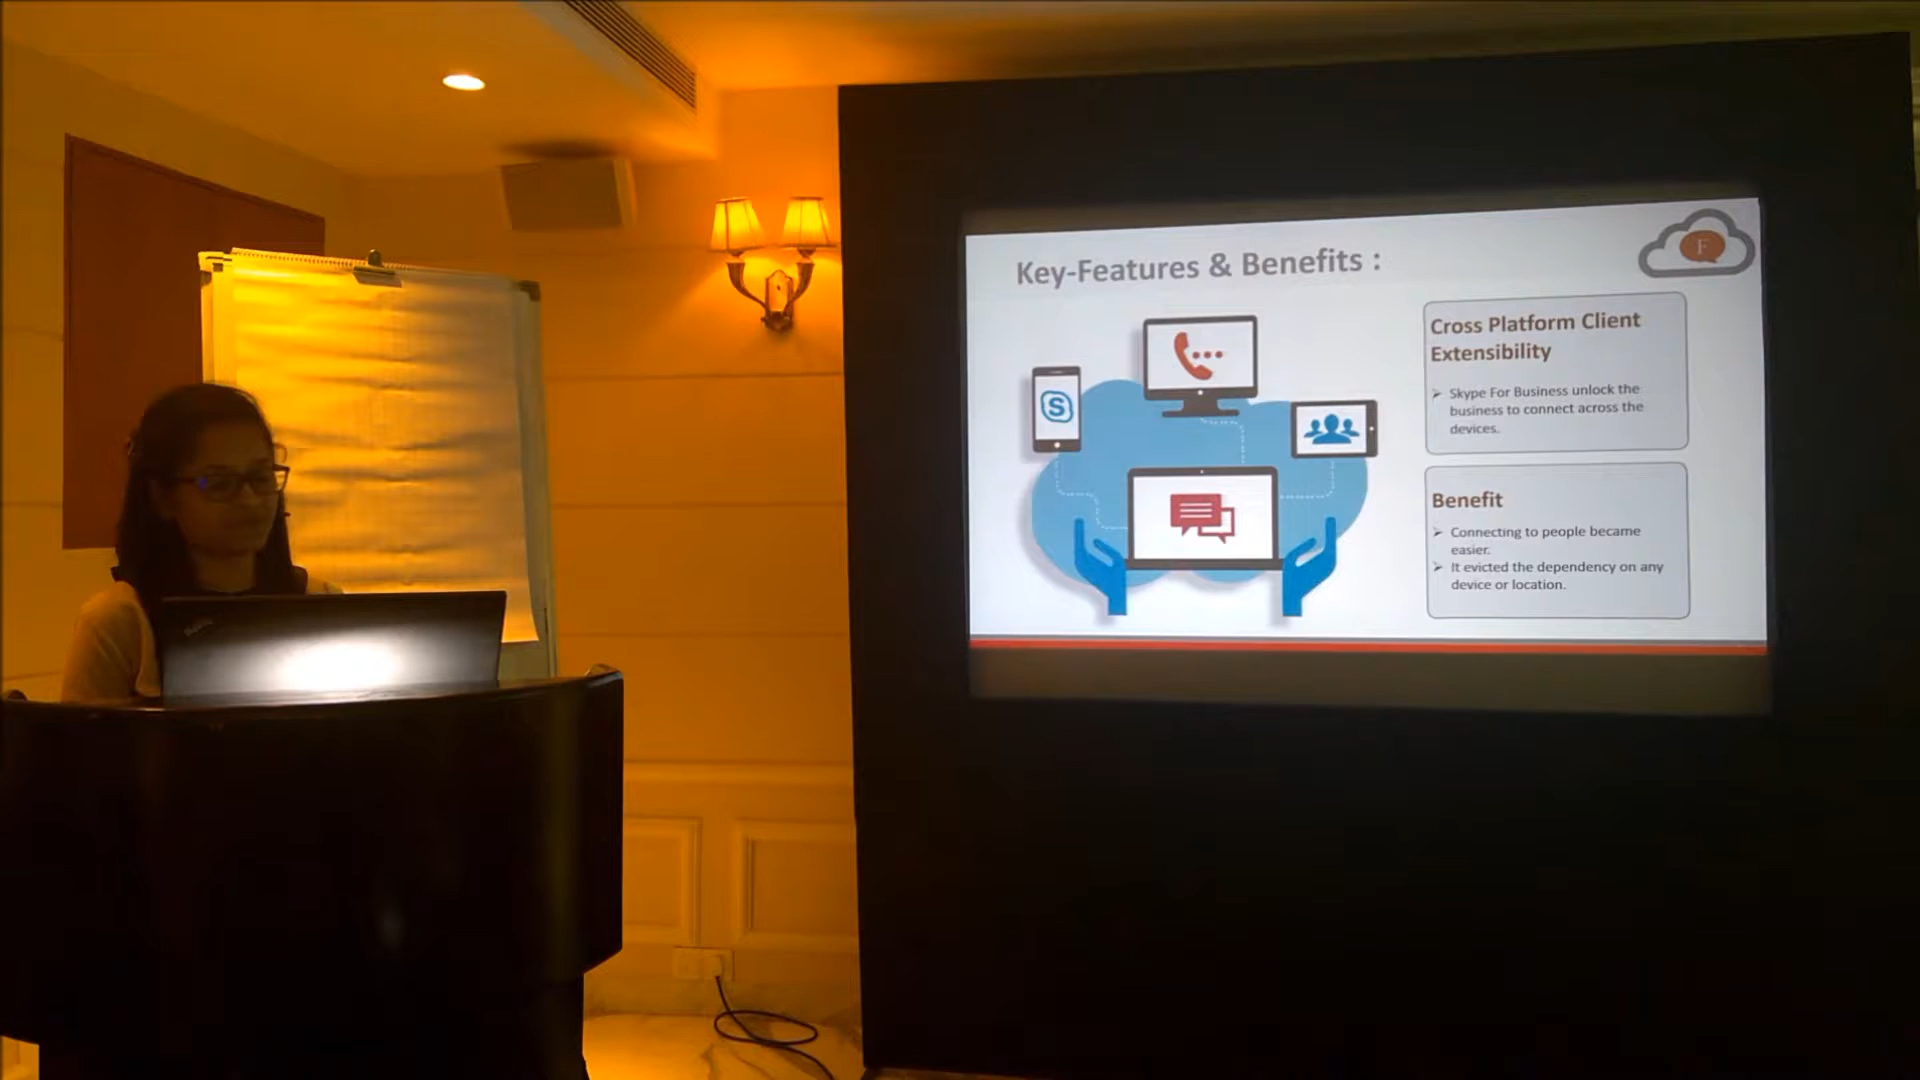 Key-Features & Benefits :
F
Cross Platform Client
Extensibility
➢ Skype For Business unlock the
business to connect across the
devices.
S
Benefit
➢ Connecting to people became
easier.
➢ It evicted the dependency on any
device or location.